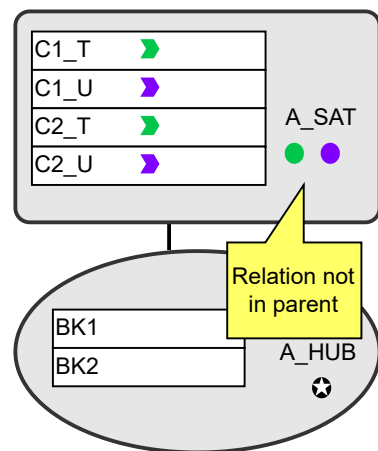 C1_T
C1_U
C2_T
C2_U
A_SAT
Relation not
in parent
BK1
BK2
A_HUB